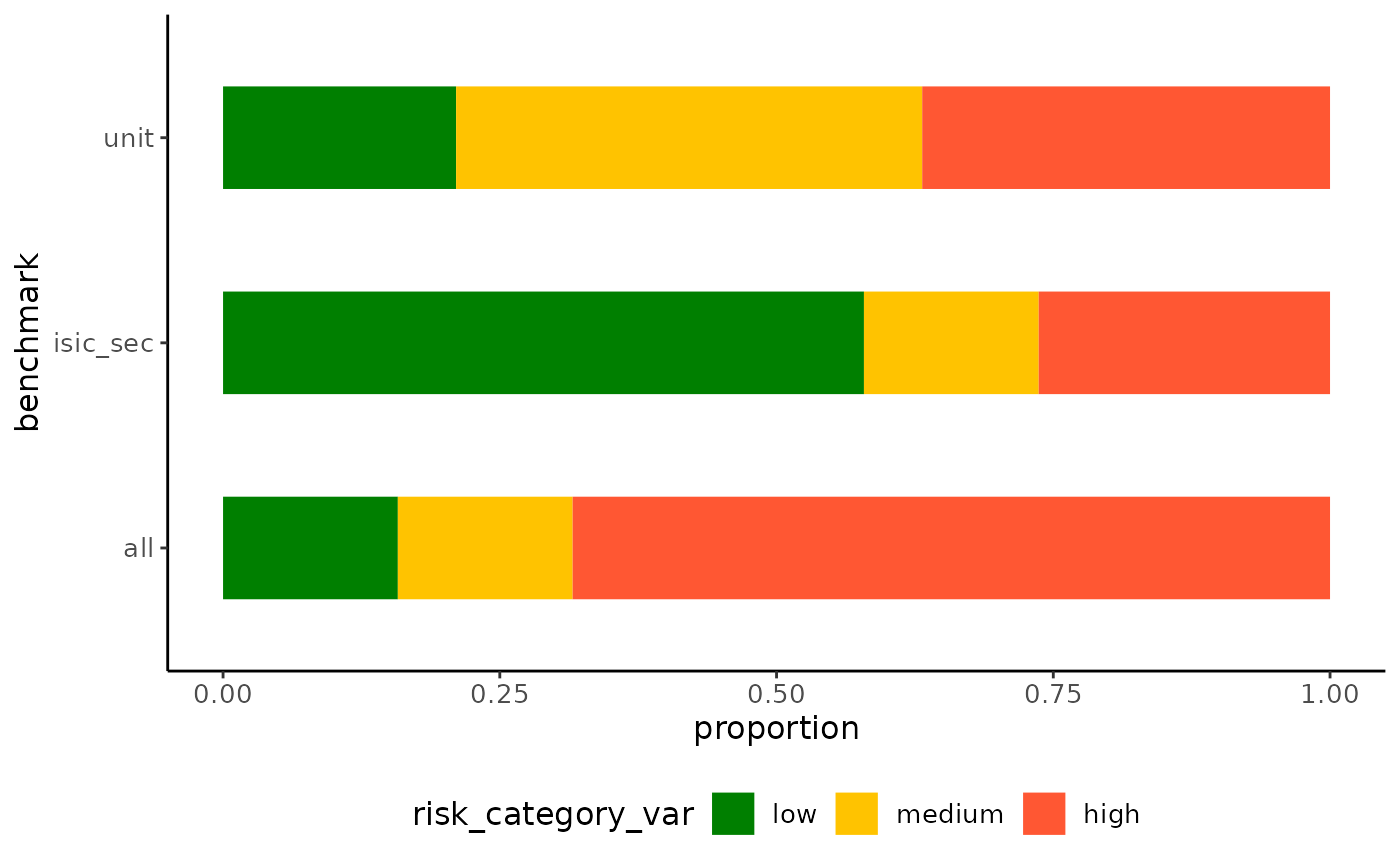 benchmark
unit
isic_sec
all
0.00 0.25 0.50 0.75 1.00
proportion
risk_category_var low medium high